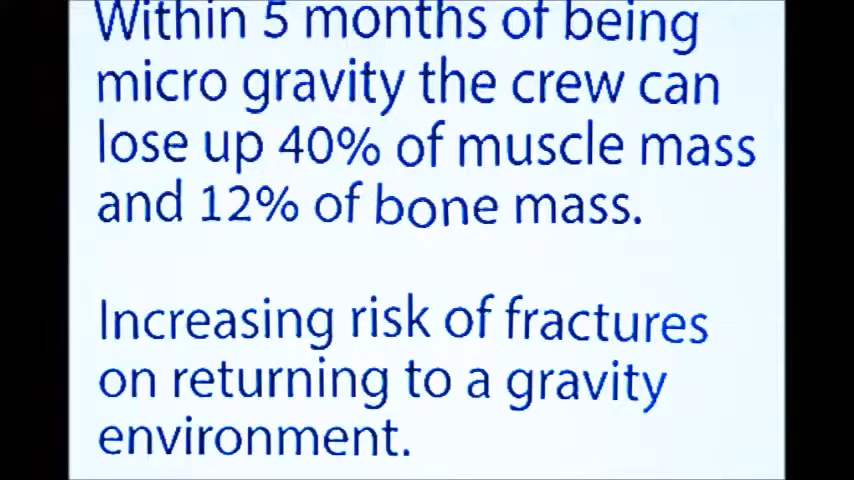 Within 5 months of being
micro gravity the crew can
lose up 40% of muscle mass
and 12% of bone mass.
Increasing risk of fractures
on returning to a gravity
environment.